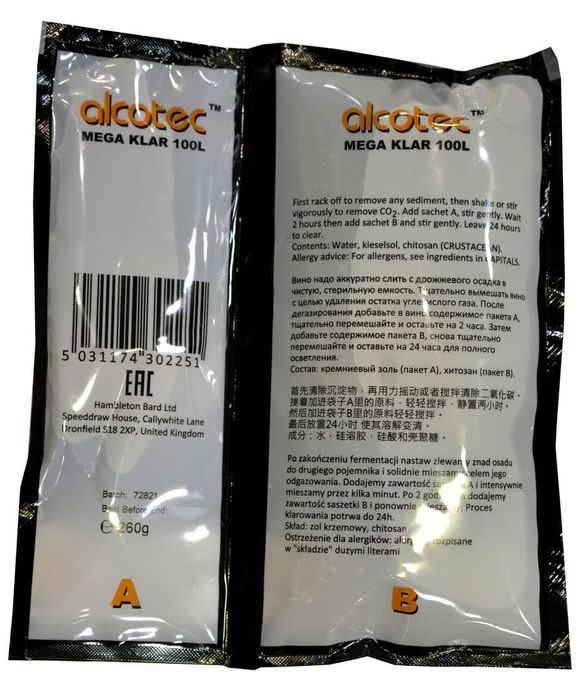 alcotec™
MEGA KLAR 100L
5 031174 302251
EAC
Hambleton Bard Ltd
Speeddraw House, Callywhite Lane
Dronfield S18 2XP, United Kingdom
Batch: 72821
Best Before End:
℮ 260g
A
alcotec™
MEGA KLAR 100L
First rack off to remove any sediment, then shake or stir
vigorously to remove CO2. Add sachet A, stir gently. Wait
2 hours then add sachet B and stir gently. Leave 24 hours
to clear.
Contents: Water, kieselsol, chitosan (CRUSTACEAN).
Allergy advice: For allergens, see ingredients in CAPITALS.
Вино надо аккуратно слить с дрожжевого осадка в
чистую, стерильную емкость. Тщательно вымешать вино
с целью удаления остатка углекислого газа. После
дегазирования добавьте в вино содержимое пакета А,
тщательно перемешайте и оставьте на 2 часа. Затем
добавьте содержимое пакета В, снова тщательно
перемешайте и оставьте на 24 часа для полного
осветления.
Состав: кремниевый золь (пакет А), хитозан (пакет В).
首先清除沉淀物，再用力摇动或者搅拌清除二氧化碳。
接着加进袋子A里的原料，轻轻搅拌，静置两小时。
然后加进袋子B里的原料轻轻搅拌。
最后放置24小时 使其溶解变清。
成分：水，硅溶胶，硅酸和壳聚糖。
Po zakończeniu fermentacji nastaw zlewamy znad osadu
do drugiego pojemnika i solidnie mieszamy celem jego
odgazowania. Dodajemy zawartość saszetki A i intensywnie
mieszamy przez kilka minut. Po 2 godzinach dodajemy
zawartość saszetki B i ponownie mieszamy. Proces
klarowania potrwa do 24h.
Skład: zol krzemowy, chitosan
Ostrzeżenie dla alergików: alergeny rozpisane
w "składzie" duzymi literami
B